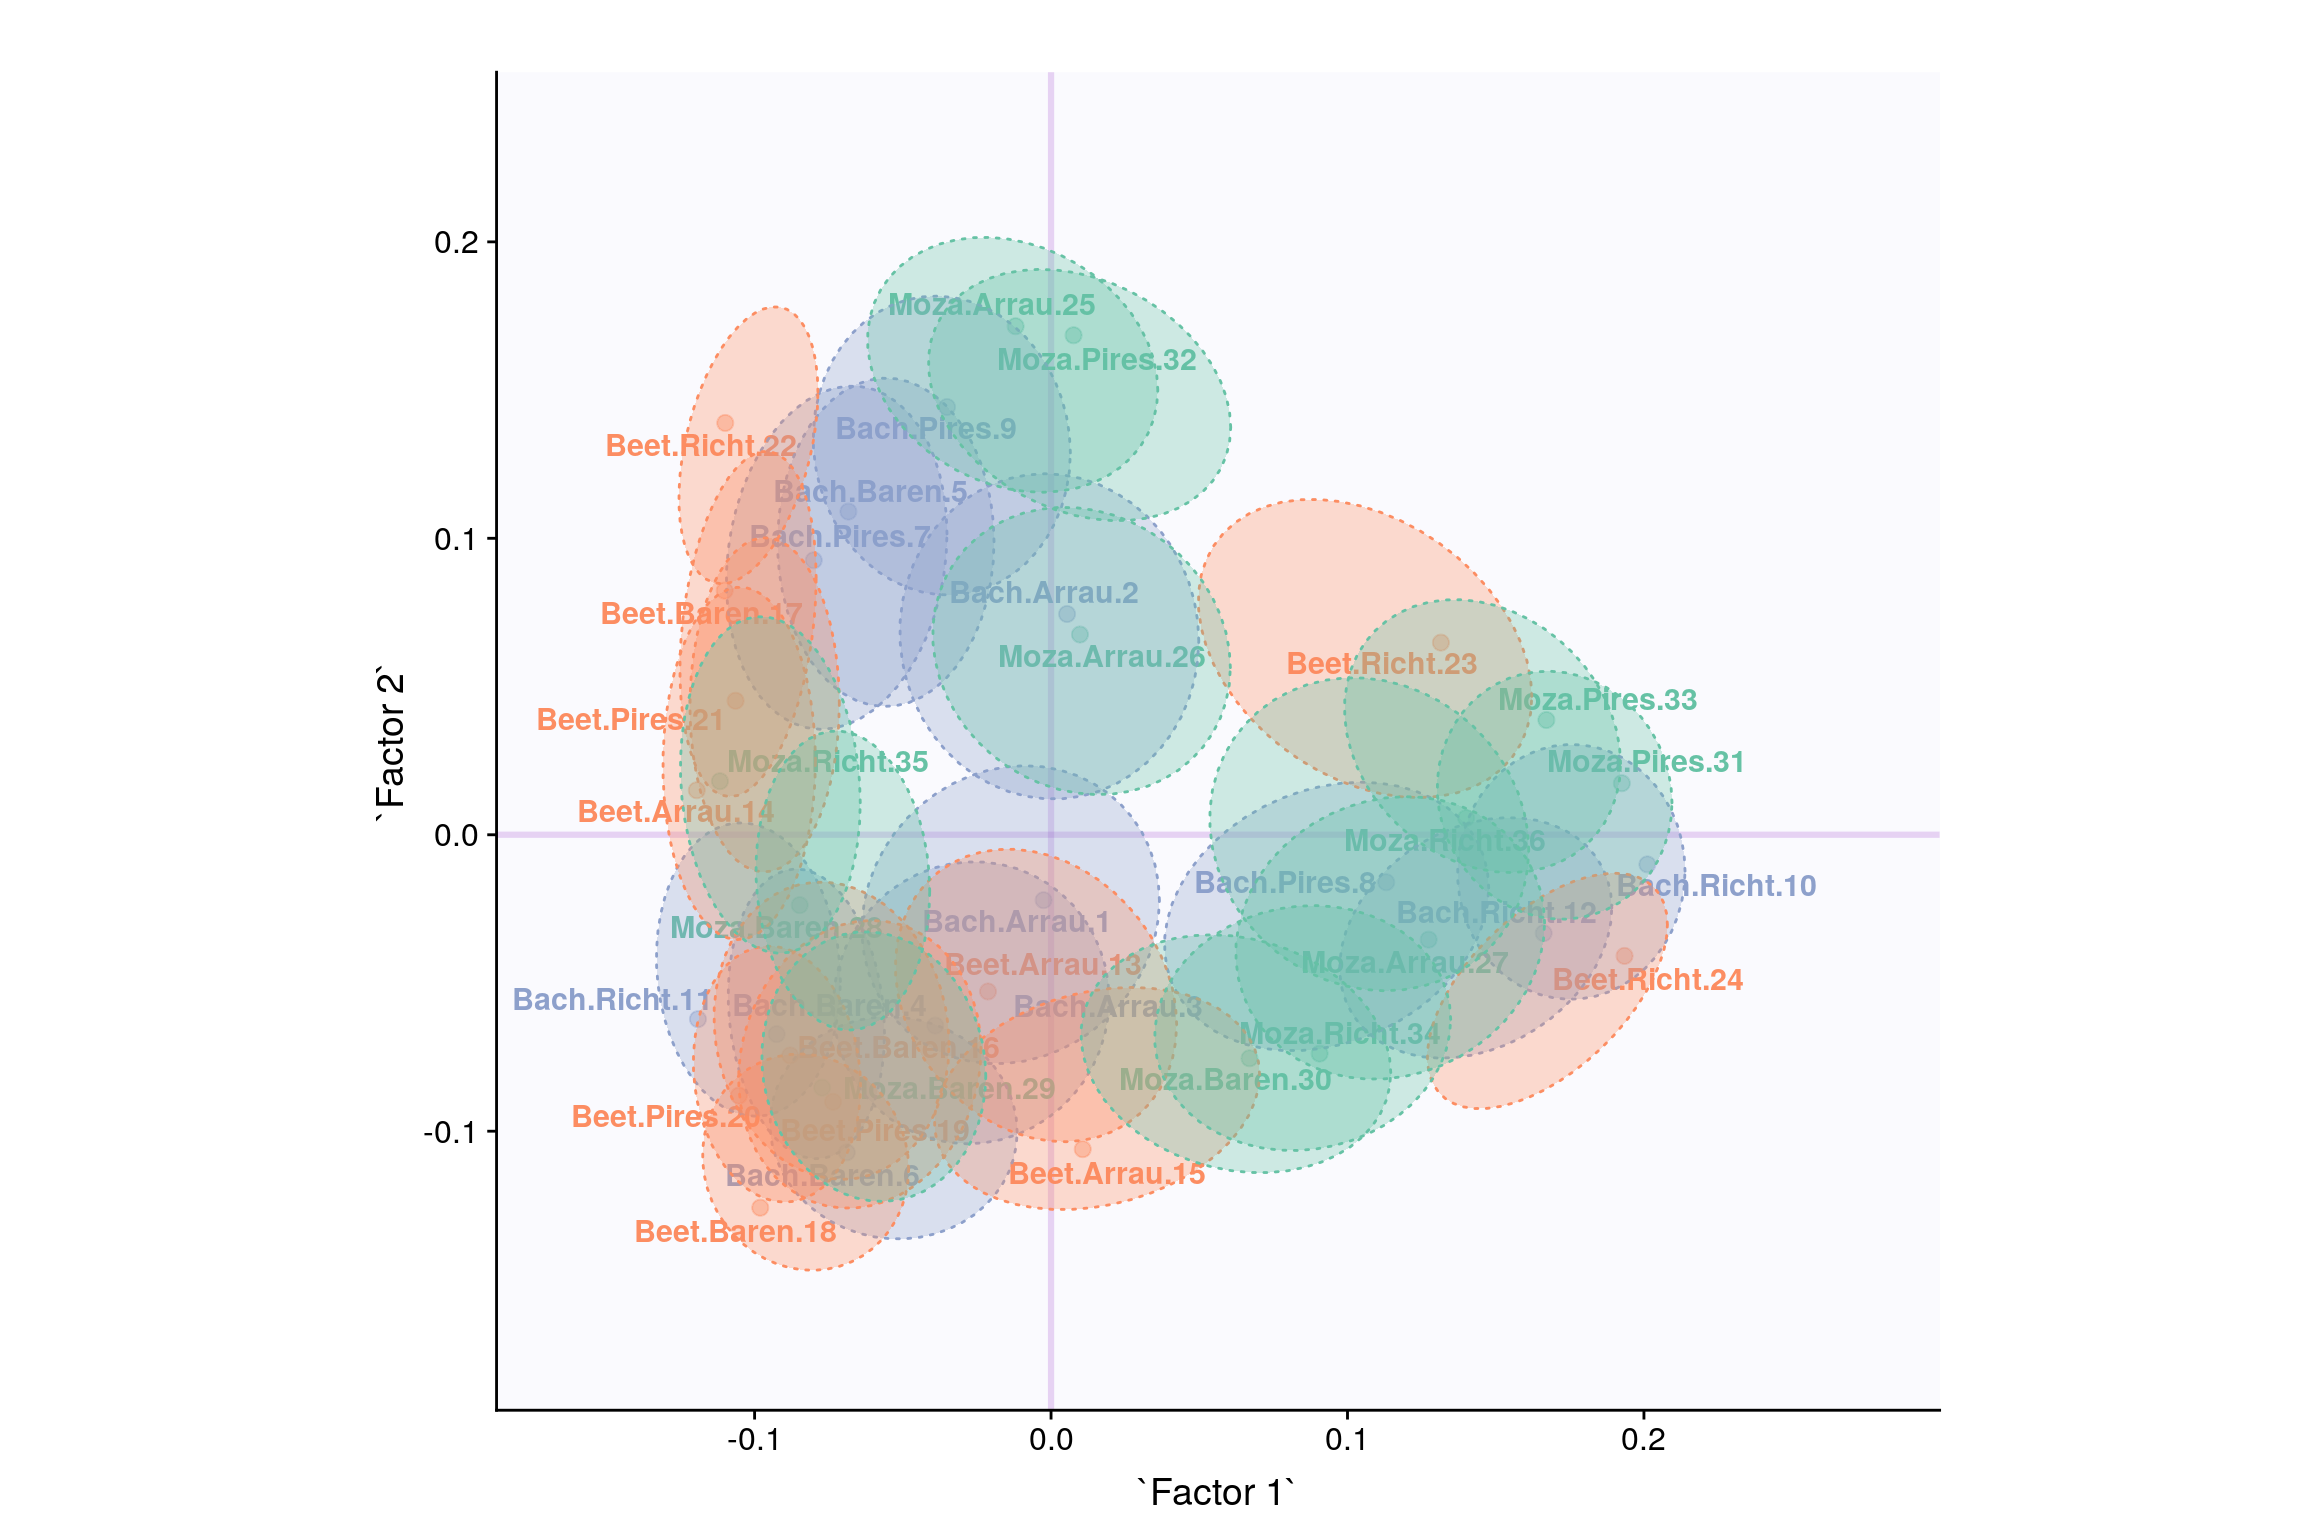 0.2
0.1
0.0
-0.1
`Factor 2`
Moza.Arrau.25
Moza.Pires.32
Bach.Pires.9
Beet.Richt.22
Bach.Baren.5
Bach.Pires.7
Bach.Arrau.2
Beet.Baren.17
Moza.Arrau.26
Beet.Richt.23
Moza.Pires.33
Beet.Pires.21
Moza.Richt.35
Moza.Pires.31
Beet.Arrau.14
Moza.Richt.36
Bach.Pires.8
Bach.Richt.10
Bach.Richt.12
Moza.Baren.28
Bach.Arrau.1
Beet.Arrau.13
Moza.Arrau.27
Beet.Richt.24
Bach.Richt.11
Bach.Baren.4
Bach.Arrau.3
Moza.Richt.34
Beet.Baren.16
Moza.Baren.30
Moza.Baren.29
Beet.Pires.20
Beet.Pires.19
Bach.Baren.6
Beet.Arrau.15
Beet.Baren.18
-0.1
0.0
0.1
0.2
`Factor 1`